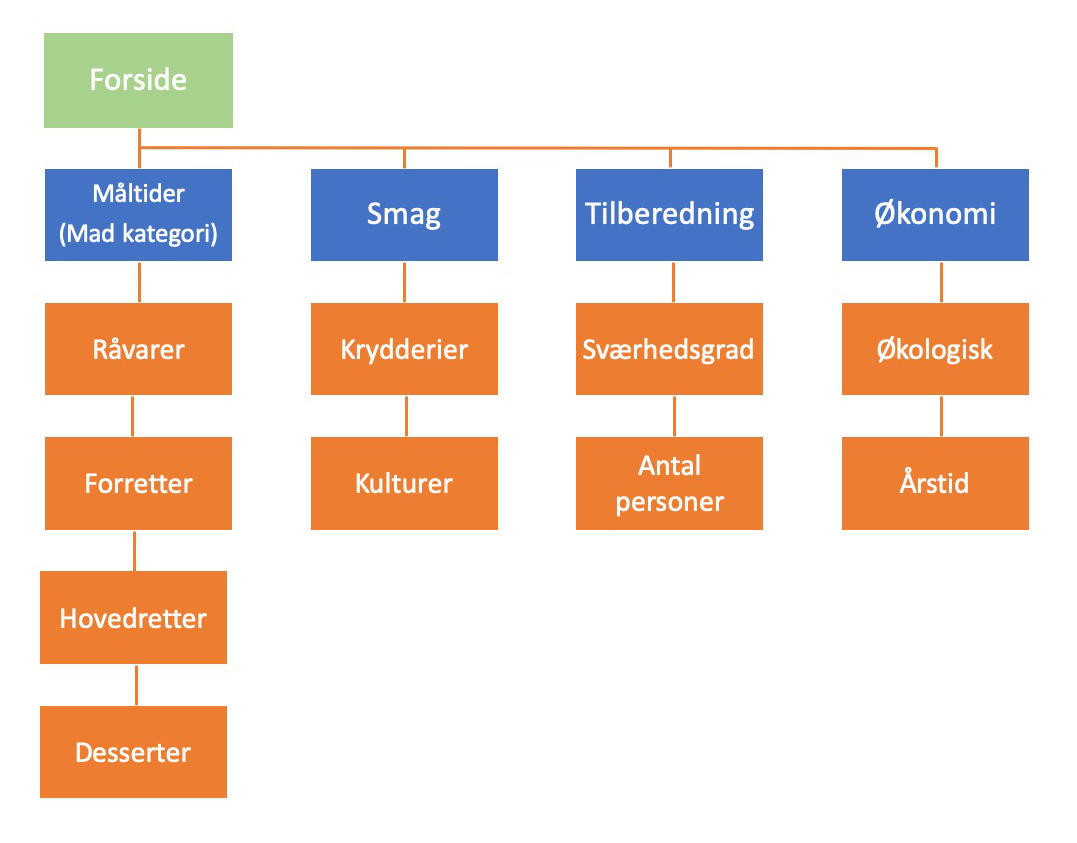 Forside
Måltider
(Mad kategori)
Smag
Tilberedning
Økonomi
Råvarer
Krydderier
Sværhedsgrad
Økologisk
Forretter
Kulturer
Antal
personer
Årstid
Hovedretter
Desserter